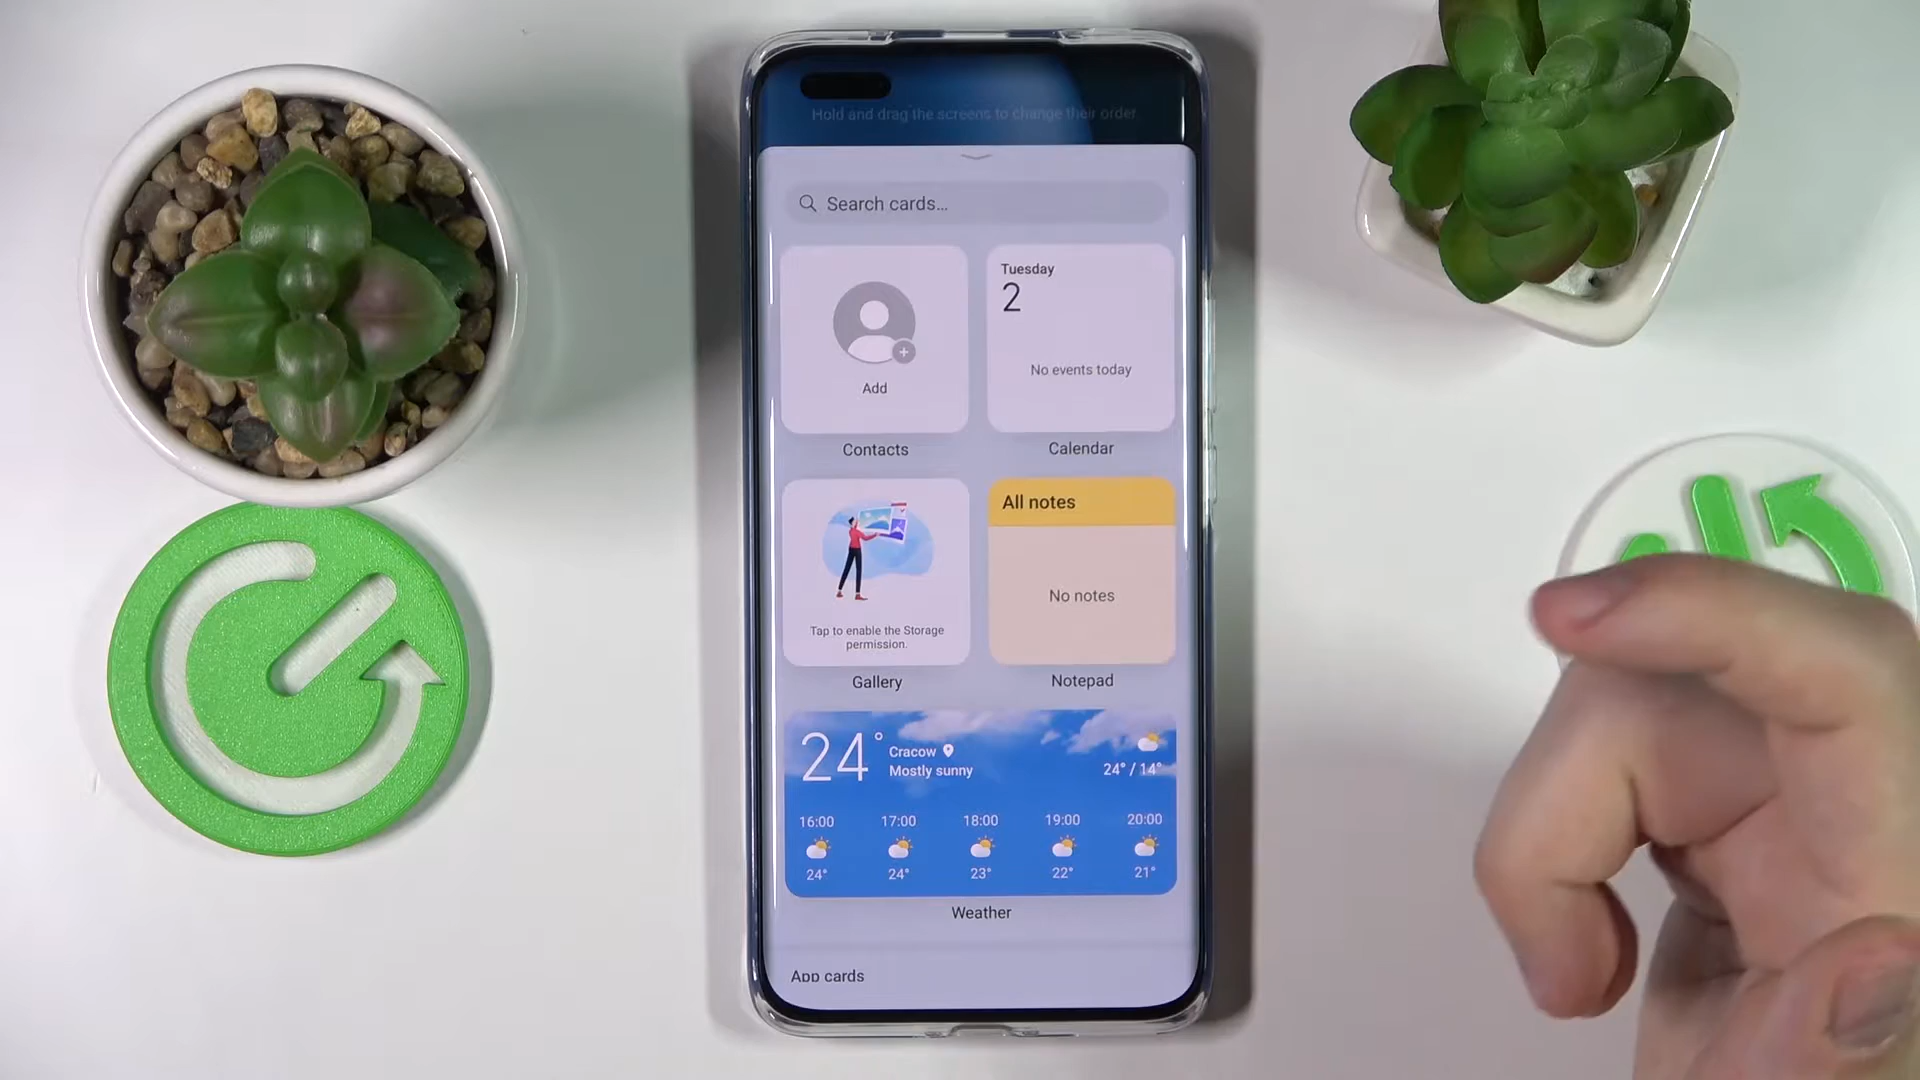 Hold and drag the screens to change their order.
Search cards...
Tuesday
2
No events today
Add
Contacts
Calendar
All notes
No notes
Tap to enable the Storage
permission.
Gallery
Notepad
24°
Cracow
Mostly sunny
24° / 14°
16:00 17:00 18:00 19:00 20:00
24° 24° 23° 22° 21°
Weather
App cards